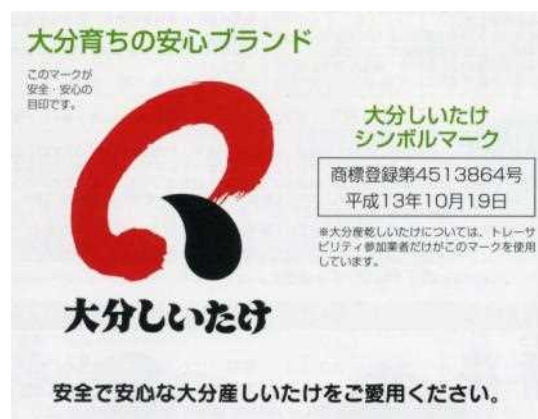 大分育ちの安心ブランド
このマークが
安全・安心の
目印です。
大分しいたけ
シンボルマーク
商標登録第4513864号
平成13年10月19日
※大分産乾しいたけについては、トレーサ
ビリティ参加業者だけがこのマークを使用
しています。
大分しいたけ
安全で安心な大分産しいたけをご愛用ください。